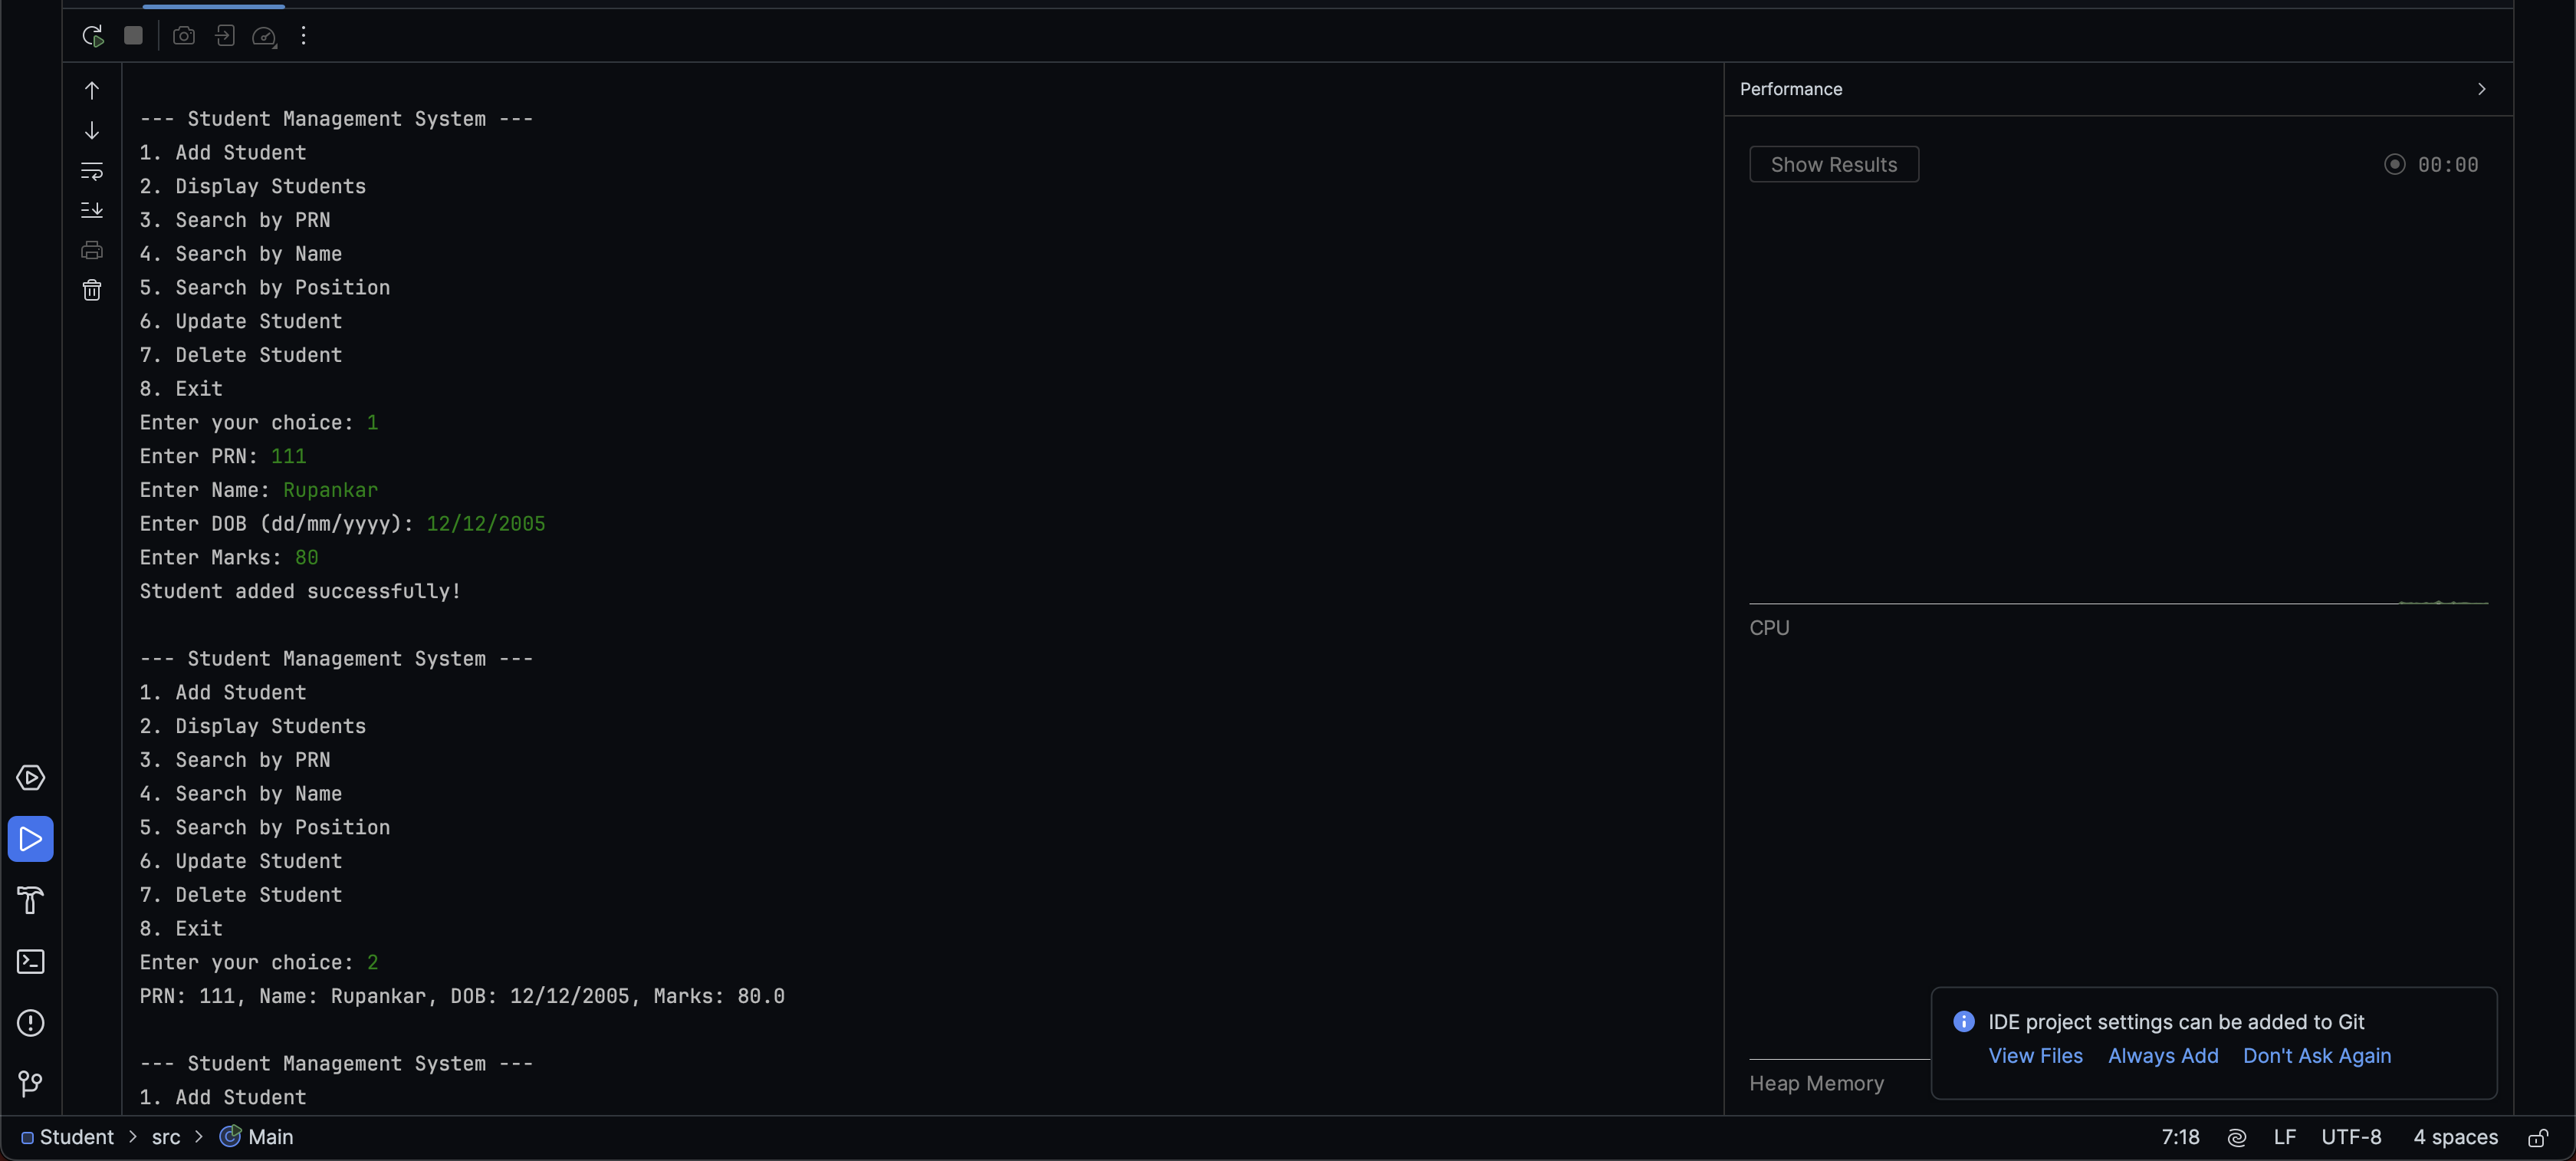 --- Student Management System ---
1. Add Student
2. Display Students
3. Search by PRN
4. Search by Name
5. Search by Position
6. Update Student
7. Delete Student
8. Exit
Enter your choice: 1
Enter PRN: 111
Enter Name: Rupankar
Enter DOB (dd/mm/yyyy): 12/12/2005
Enter Marks: 80
Student added successfully!
--- Student Management System ---
1. Add Student
2. Display Students
3. Search by PRN
4. Search by Name
5. Search by Position
6. Update Student
7. Delete Student
8. Exit
Enter your choice: 2
PRN: 111, Name: Rupankar, DOB: 12/12/2005, Marks: 80.0
--- Student Management System ---
1. Add Student
Performance
Show Results
00:00
CPU
Heap Memory
IDE project settings can be added to Git
View Files Always Add Don't Ask Again
Student > src > Main
7:18 LF UTF-8 4 spaces